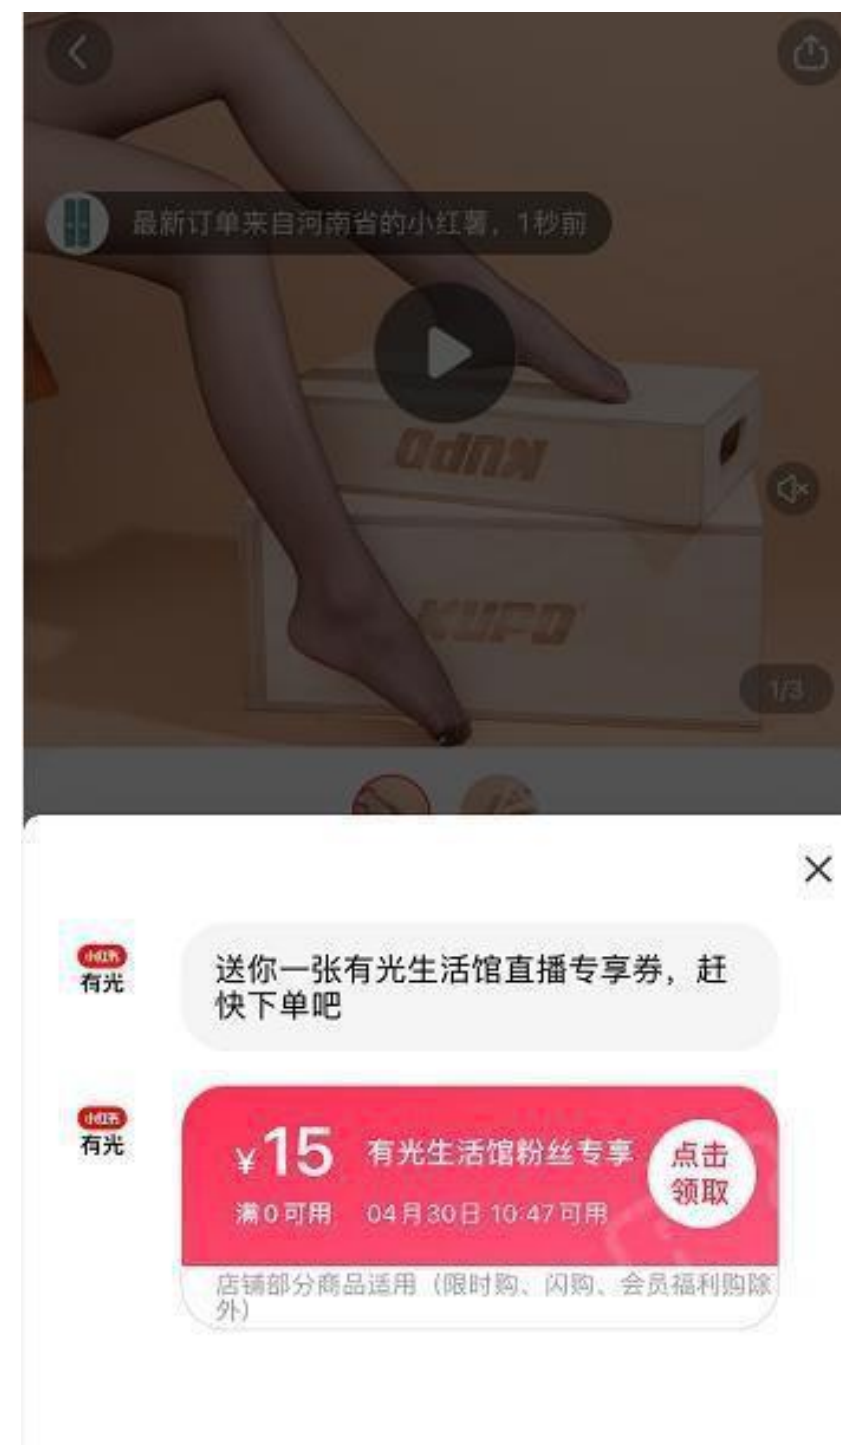 最新订单来自河南省的小红薯，1秒前
KUPO
KUPO
1/3
小红书
有光
送你一张有光生活馆直播专享券，赶
快下单吧
小红书
有光
¥15 有光生活馆粉丝专享
点击
领取
满0可用 04月30日 10:47可用
店铺部分商品适用（限时购、闪购、会员福利购除
外）